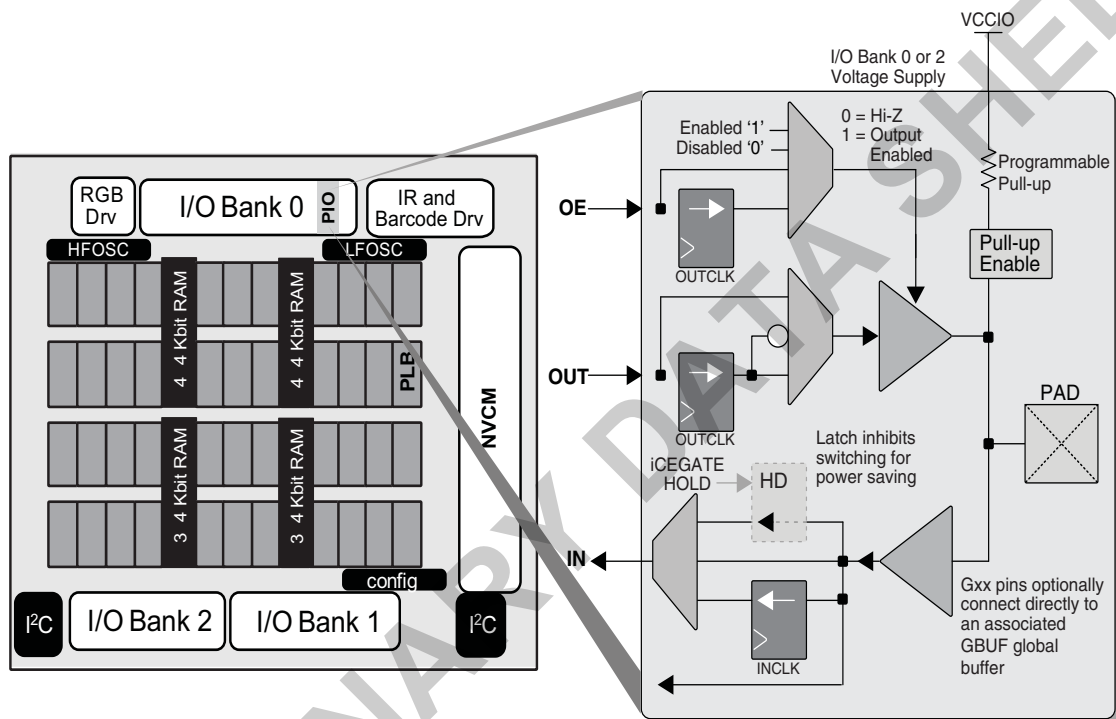 VCCIO
I/O Bank 0 or 2
Voltage Supply
Enabled ‘1’
Disabled ‘0’
0 = Hi-Z
1 = Output
Enabled
Programmable
Pull-up
OE
OUTCLK
Pull-up
Enable
OUT
OUTCLK
PAD
iCEGATE
HOLD
HD
Latch inhibits
switching for
power saving
IN
INCLK
Gxx pins optionally
connect directly to
an associated
GBUF global
buffer
RGB
Drv
I/O Bank 0
PIO
IR and
Barcode Drv
HFOSC
LFOSC
4 4 Kbit RAM
4 4 Kbit RAM
PLB
NVCM
3 4 Kbit RAM
3 4 Kbit RAM
config
I²C
I/O Bank 2
I/O Bank 1
I²C
NARY DATA SHE